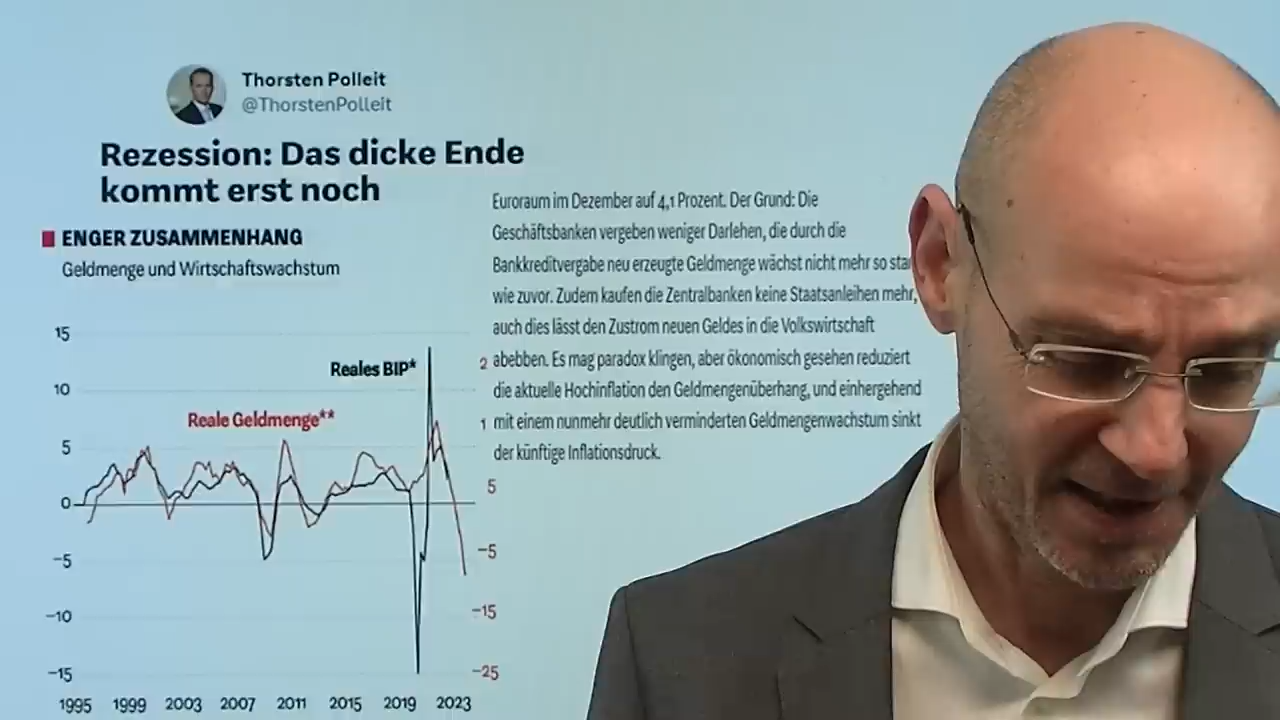 Thorsten Polleit
@ThorstenPolleit
Rezession: Das dicke Ende
kommt erst noch
ENGER ZUSAMMENHANG
Geldmenge und Wirtschaftswachstum
15
10
5
0
−5
−10
−15
Reales BIP*
Reale Geldmenge**
2
1
5
−5
−15
−25
1995 1999 2003 2007 2011 2015 2019 2023
Euroraum im Dezember auf 4,1 Prozent. Der Grund: Die
Geschäftsbanken vergeben weniger Darlehen, die durch die
Bankkreditvergabe neu erzeugte Geldmenge wächst nicht mehr so
wie zuvor. Zudem kaufen die Zentralbanken keine Staatsanleihen mehr,
auch dies lässt den Zustrom neuen Geldes in die Volkswirtschaft
abebben. Es mag paradox klingen, aber ökonomisch gesehen reduziert
die aktuelle Hochinflation den Geldmengenüberhang, und einhergehend
mit einem nunmehr deutlich verminderten Geldmengenwachstum sinkt
der künftige Inflationsdruck.